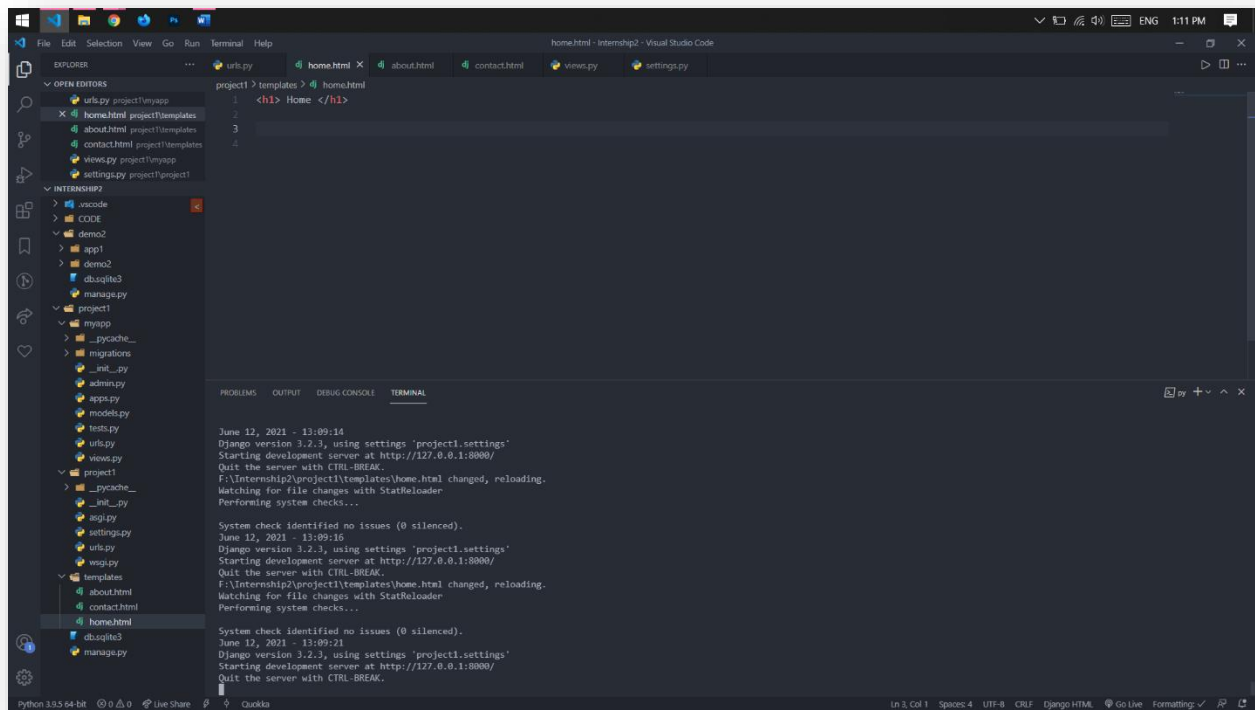 Ps W ENG 1:11 PM
File Edit Selection View Go Run Terminal Help home.html - Internship2 - Visual Studio Code
EXPLORER ··· urls.py dj home.html × dj about.html dj contact.html views.py settings.py
OPEN EDITORS project1 > templates > dj home.html
urls.py project1\myapp
× dj home.html project1\templates
dj about.html project1\templates
dj contact.html project1\templates
views.py project1\myapp
settings.py project1\project1
INTERNSHIP2
> .vscode
> CODE
demo2
> app1
> demo2
db.sqlite3
manage.py
project1
myapp
> __pycache__
> migrations
__init__.py
admin.py
apps.py
models.py
tests.py
urls.py
views.py
project1
> __pycache__
__init__.py
asgi.py
settings.py
urls.py
wsgi.py
templates
dj about.html
dj contact.html
dj home.html
db.sqlite3
manage.py
1 <h1> Home </h1>
2
3
4
PROBLEMS OUTPUT DEBUG CONSOLE TERMINAL py
June 12, 2021 - 13:09:14
Django version 3.2.3, using settings 'project1.settings'
Starting development server at http://127.0.0.1:8000/
Quit the server with CTRL-BREAK.
F:\Internship2\project1\templates\home.html changed, reloading.
Watching for file changes with StatReloader
Performing system checks...
System check identified no issues (0 silenced).
June 12, 2021 - 13:09:16
Django version 3.2.3, using settings 'project1.settings'
Starting development server at http://127.0.0.1:8000/
Quit the server with CTRL-BREAK.
F:\Internship2\project1\templates\home.html changed, reloading.
Watching for file changes with StatReloader
Performing system checks...
System check identified no issues (0 silenced).
June 12, 2021 - 13:09:21
Django version 3.2.3, using settings 'project1.settings'
Starting development server at http://127.0.0.1:8000/
Quit the server with CTRL-BREAK.
1
Python 3.9.5 64-bit 0 0 Live Share Quokka Ln 3, Col 1 Spaces: 4 UTF-8 CRLF Django HTML Go Live Formatting: ✓